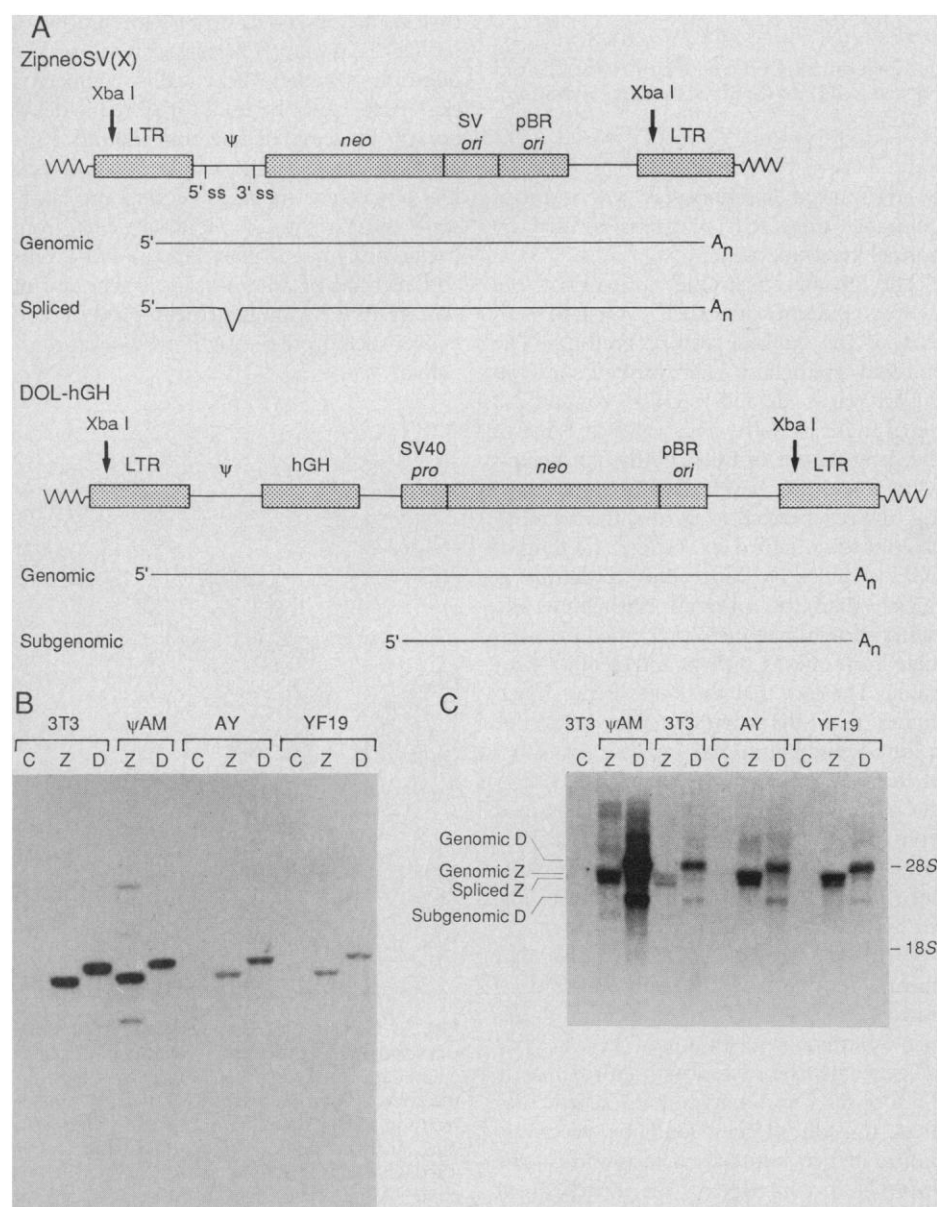 A
ZipneoSV(X)
Xba I
LTR
ψ
neo
SV
ori
pBR
ori
Xba I
LTR
5' ss
3' ss
Genomic
5'
An
Spliced
5'
An
DOL-hGH
Xba I
LTR
ψ
hGH
SV40
pro
neo
pBR
ori
Xba I
LTR
Genomic
5'
An
Subgenomic
5'
An
B
3T3 ψAM AY YF19
C Z D Z D C Z D C Z D
C
3T3 ψAM 3T3 AY YF19
C Z D Z D C Z D C Z D
Genomic D
Genomic Z
Spliced Z
Subgenomic D
28S
18S